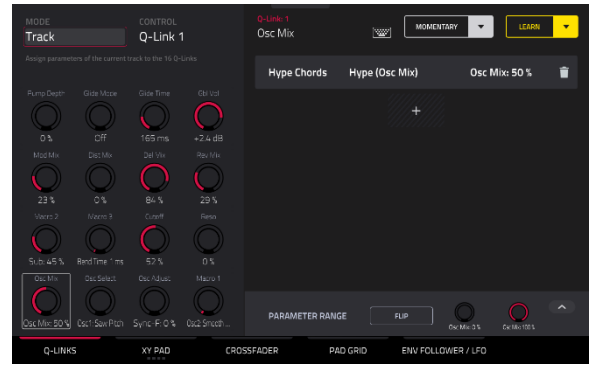 MODE
Track
CONTROL
Q-Link 1
Assign parameters of the current track to the 16 Q-Links
Pump Depth Glide Mode Glide Time Gbl Vol
0 % Off 165 ms +2.4 dB
Mod Mix Dist Mix Del Mix Rev Mix
23 % 0 % 84 % 29 %
Macro 2 Macro 3 Cutoff Reso
Sub: 45 % Bend Time: 1 ms 52 % 0 %
Osc Mix Osc Select Osc Adjust Macro 1
Osc Mix: 50 % Osc1: Saw Pitch Sync -F: 0 % Osc2 Smooth ...
Q-Link: 1
Osc Mix
MOMENTARY
LEARN
Hype Chords Hype (Osc Mix) Osc Mix: 50 %
+
PARAMETER RANGE FLIP
Osc Mix: 0 % Osc Mix: 100 %
Q-LINKS XY PAD CROSSFADER PAD GRID ENV FOLLOWER / LFO